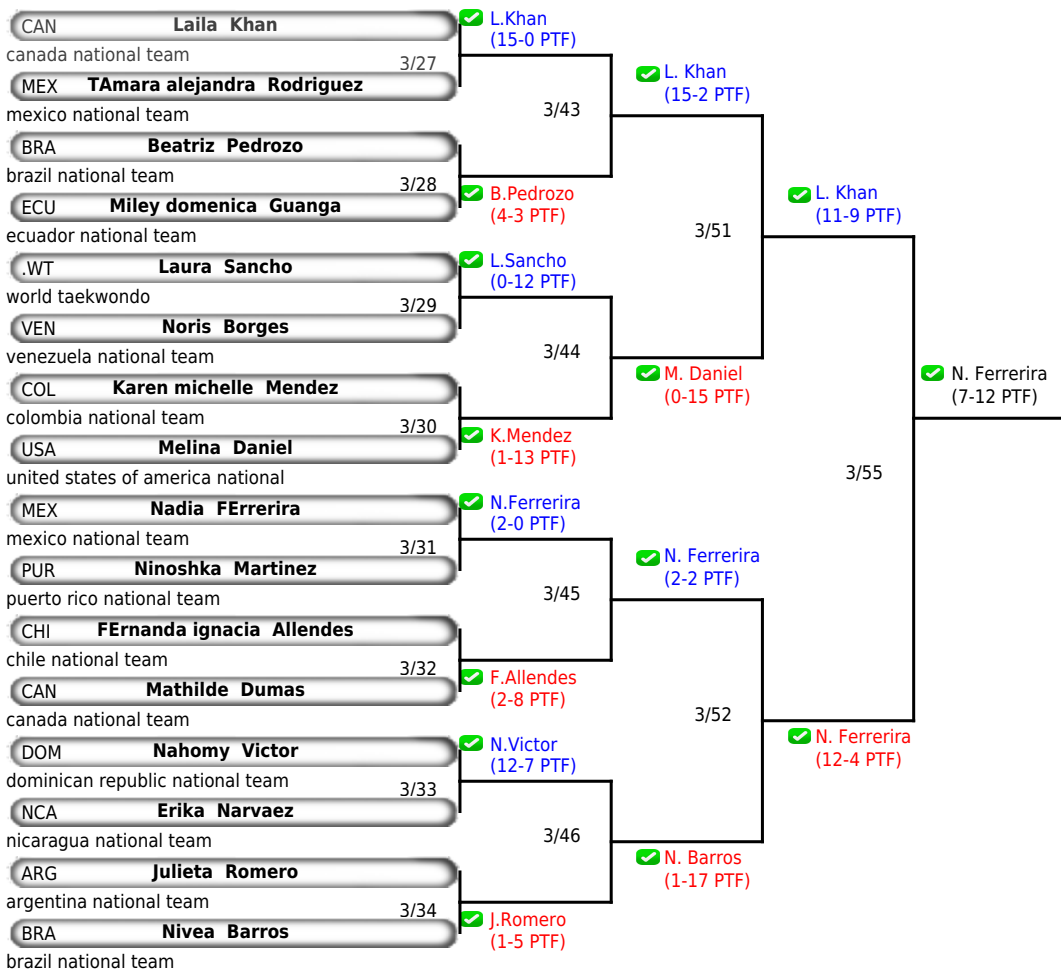 CAN Laila Khan
canada national team
3/27
MEX TAmara alejandra Rodriguez
mexico national team
BRA Beatriz Pedrozo
brazil national team
3/28
ECU Miley domenica Guanga
ecuador national team
.WT Laura Sancho
world taekwondo
3/29
VEN Noris Borges
venezuela national team
COL Karen michelle Mendez
colombia national team
3/30
USA Melina Daniel
united states of america national
MEX Nadia FErrerira
mexico national team
3/31
PUR Ninoshka Martinez
puerto rico national team
CHI FErnanda ignacia Allendes
chile national team
3/32
CAN Mathilde Dumas
canada national team
DOM Nahomy Victor
dominican republic national team
3/33
NCA Erika Narvaez
nicaragua national team
ARG Julieta Romero
argentina national team
3/34
BRA Nivea Barros
brazil national team
L.Khan
(15-0 PTF)
3/43
B.Pedrozo
(4-3 PTF)
L.Sancho
(0-12 PTF)
3/44
K.Mendez
(1-13 PTF)
N.Ferrerira
(2-0 PTF)
3/45
F.Allendes
(2-8 PTF)
N.Victor
(12-7 PTF)
3/46
J.Romero
(1-5 PTF)
L. Khan
(15-2 PTF)
3/51
M. Daniel
(0-15 PTF)
N. Ferrerira
(2-2 PTF)
3/52
N. Barros
(1-17 PTF)
L. Khan
(11-9 PTF)
3/55
N. Ferrerira
(12-4 PTF)
N. Ferrerira
(7-12 PTF)